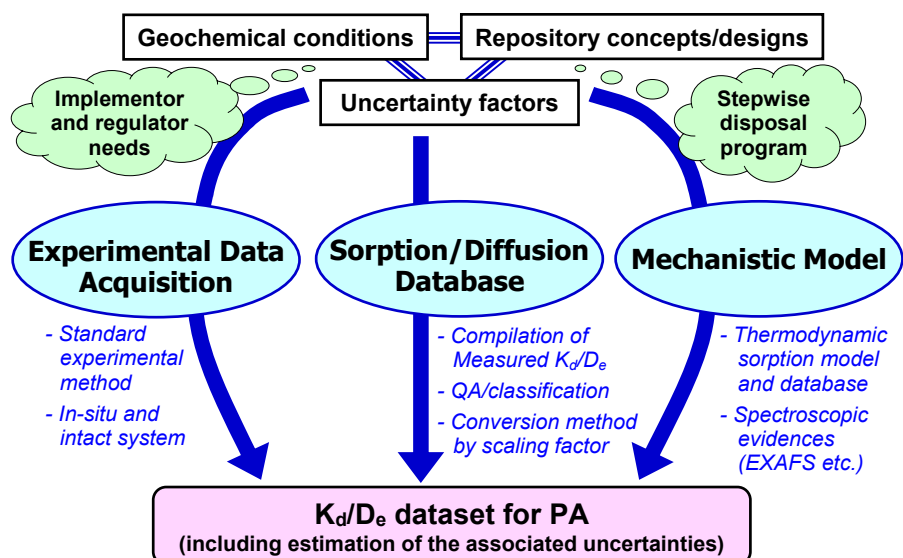 Geochemical conditions
Repository concepts/designs
Uncertainty factors
Implementor
and regulator
needs
Stepwise
disposal
program
Experimental Data
Acquisition
- Standard
experimental
method
- In-situ and
intact system
Sorption/Diffusion
Database
- Compilation of
Measured Kd/De
- QA/classification
- Conversion method
by scaling factor
Mechanistic Model
- Thermodynamic
sorption model
and database
- Spectroscopic
evidences
(EXAFS etc.)
Kd/De dataset for PA
(including estimation of the associated uncertainties)